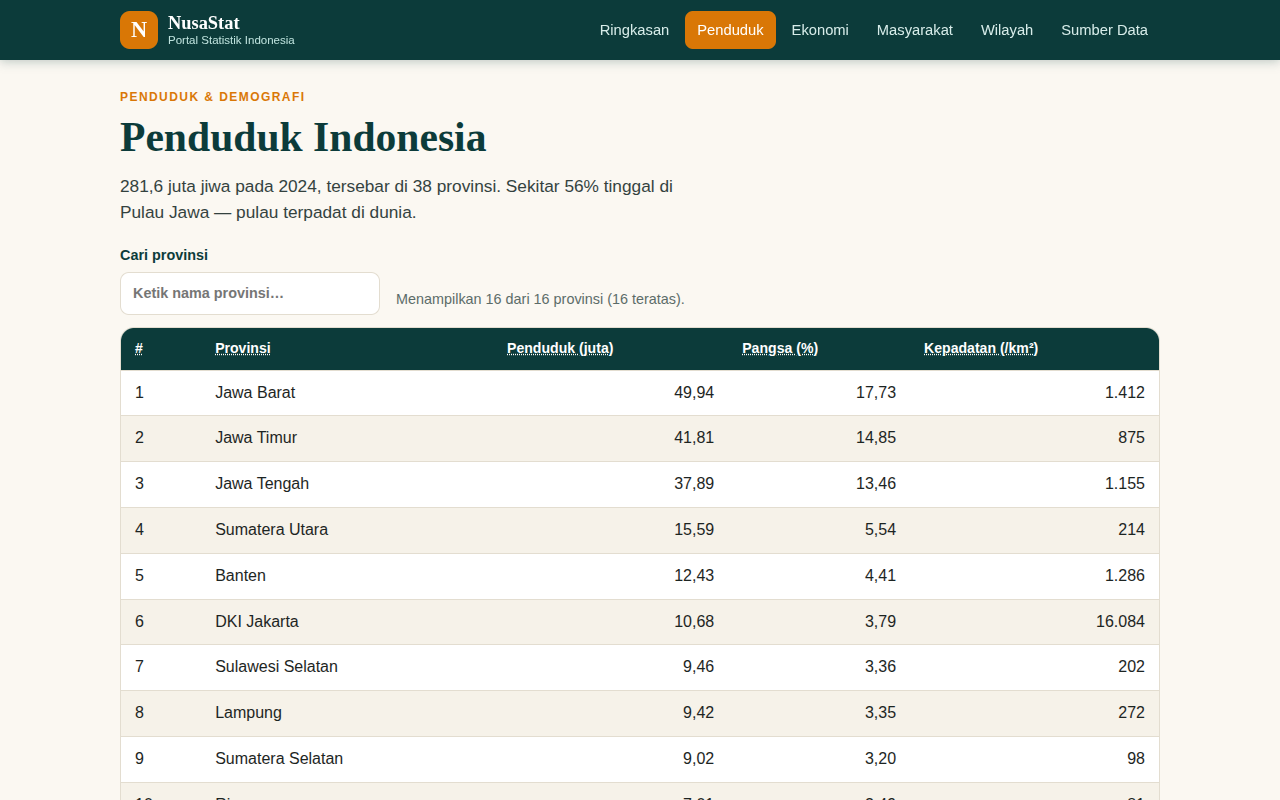 N
NusaStat
Portal Statistik Indonesia
Ringkasan Penduduk Ekonomi Masyarakat Wilayah Sumber Data
PENDUDUK & DEMOGRAFI
Penduduk Indonesia
281,6 juta jiwa pada 2024, tersebar di 38 provinsi. Sekitar 56% tinggal di
Pulau Jawa — pulau terpadat di dunia.
Cari provinsi
Ketik nama provinsi…
Menampilkan 16 dari 16 provinsi (16 teratas).
# Provinsi Penduduk (juta) Pangsa (%) Kepadatan (/km²)
1 Jawa Barat 49,94 17,73 1.412
2 Jawa Timur 41,81 14,85 875
3 Jawa Tengah 37,89 13,46 1.155
4 Sumatera Utara 15,59 5,54 214
5 Banten 12,43 4,41 1.286
6 DKI Jakarta 10,68 3,79 16.084
7 Sulawesi Selatan 9,46 3,36 202
8 Lampung 9,42 3,35 272
9 Sumatera Selatan 9,02 3,20 98